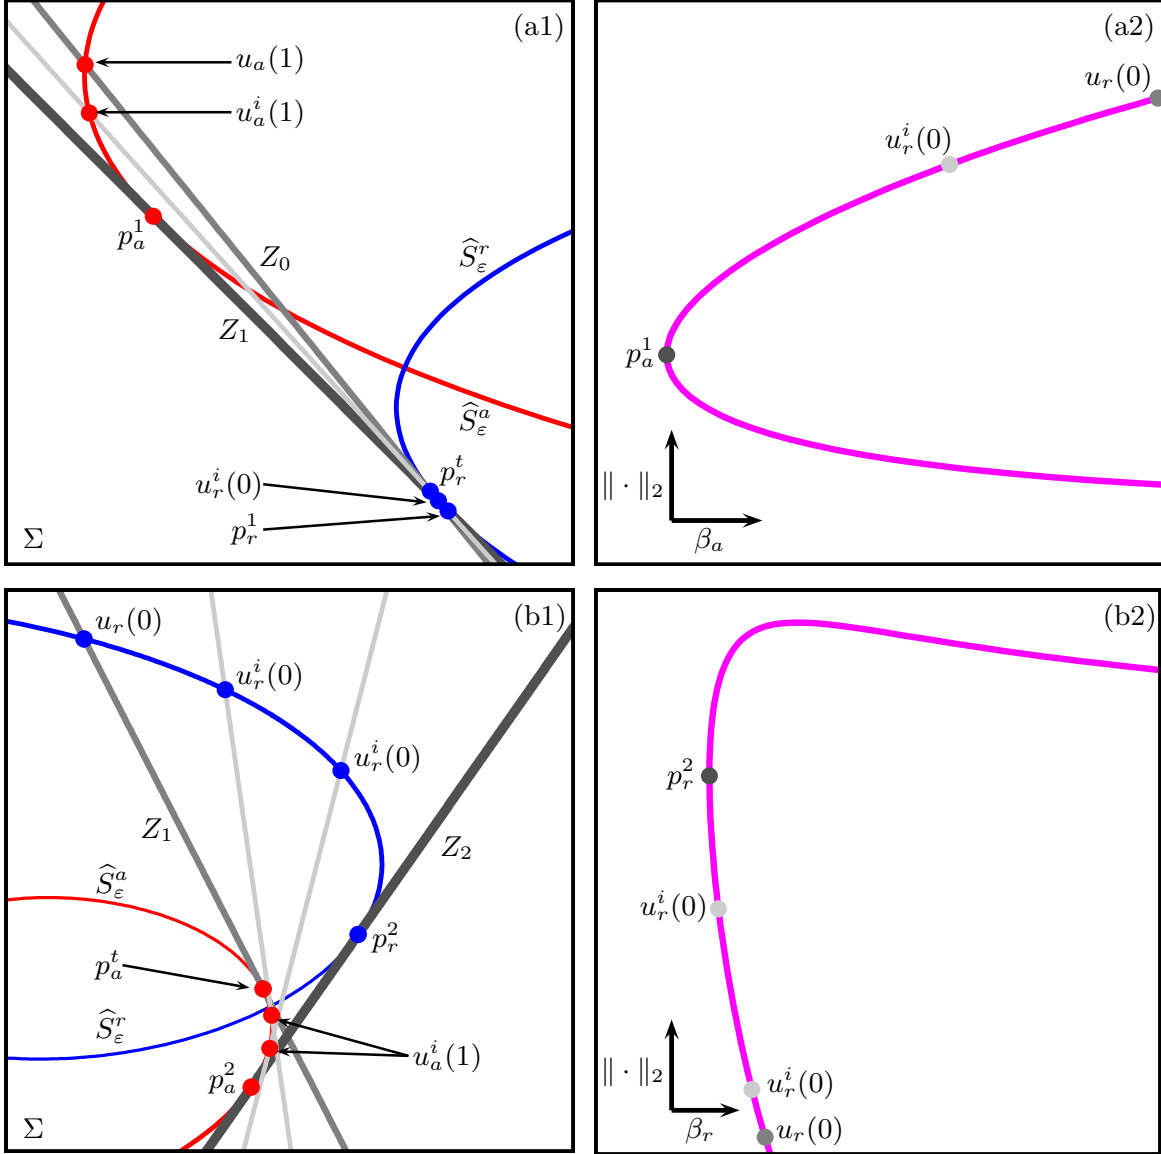 (a1)
u_a(1)
u_a^i(1)
p_a^1
Z_0
Z_1
Ŝ_ε^r
Ŝ_ε^a
p_r^t
u_r^i(0)
p_r^1
Σ
(a2)
u_r(0)
u_r^i(0)
p_a^1
‖ · ‖_2
β_a
(b1)
u_r(0)
u_r^i(0)
u_r^i(0)
Z_1
Z_2
Ŝ_ε^a
p_r^2
p_a^t
Ŝ_ε^r
u_a^i(1)
p_a^2
Σ
(b2)
p_r^2
u_r^i(0)
‖ · ‖_2
u_r^i(0)
β_r
u_r(0)